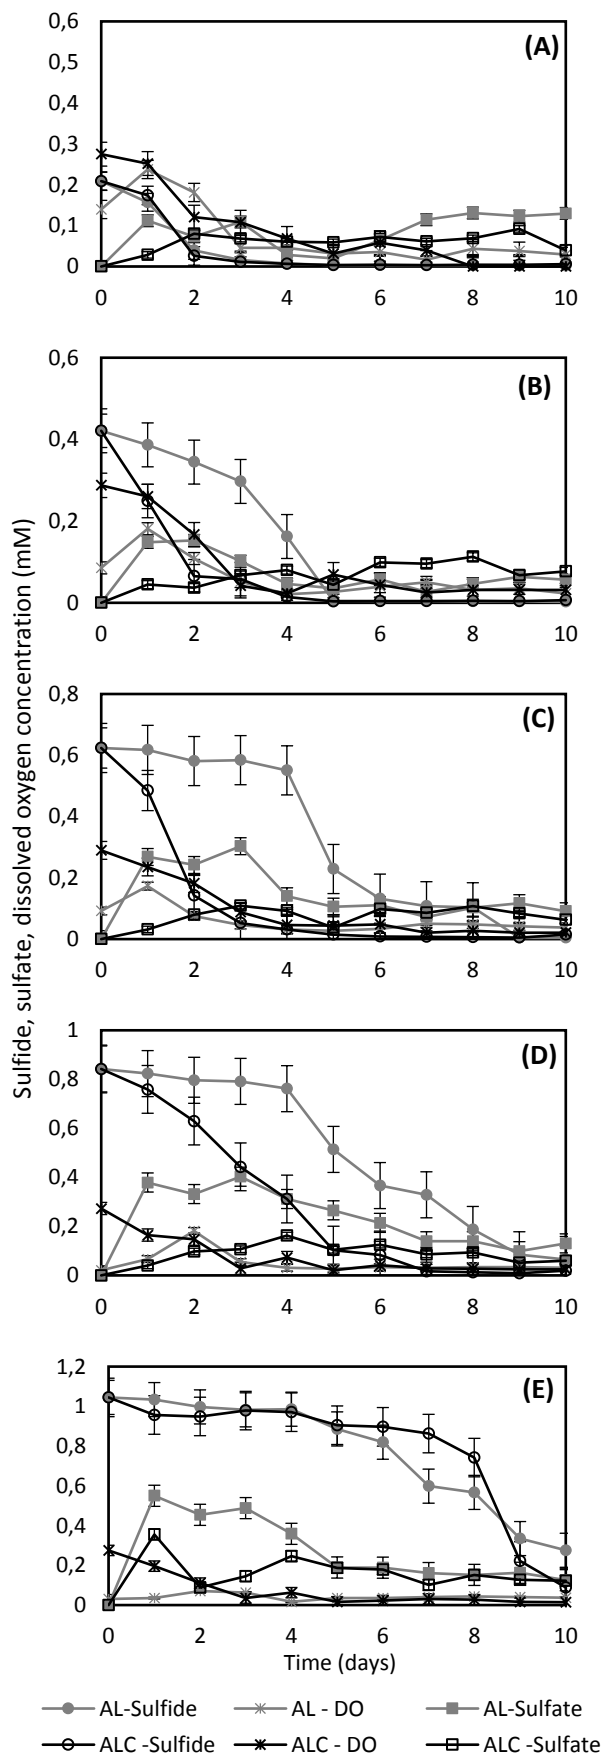 Sulfide, sulfate, dissolved oxygen concentration (mM)
(A)
0,6
0,5
0,4
0,3
0,2
0,1
0
0 2 4 6 8 10
(B)
0,6
0,4
0,2
0
0 2 4 6 8 10
(C)
0,8
0,6
0,4
0,2
0
0 2 4 6 8 10
(D)
1
0,8
0,6
0,4
0,2
0
0 2 4 6 8 10
(E)
1,2
1
0,8
0,6
0,4
0,2
0
0 2 4 6 8 10
Time (days)
AL-Sulfide AL - DO AL-Sulfate
ALC -Sulfide ALC - DO ALC -Sulfate